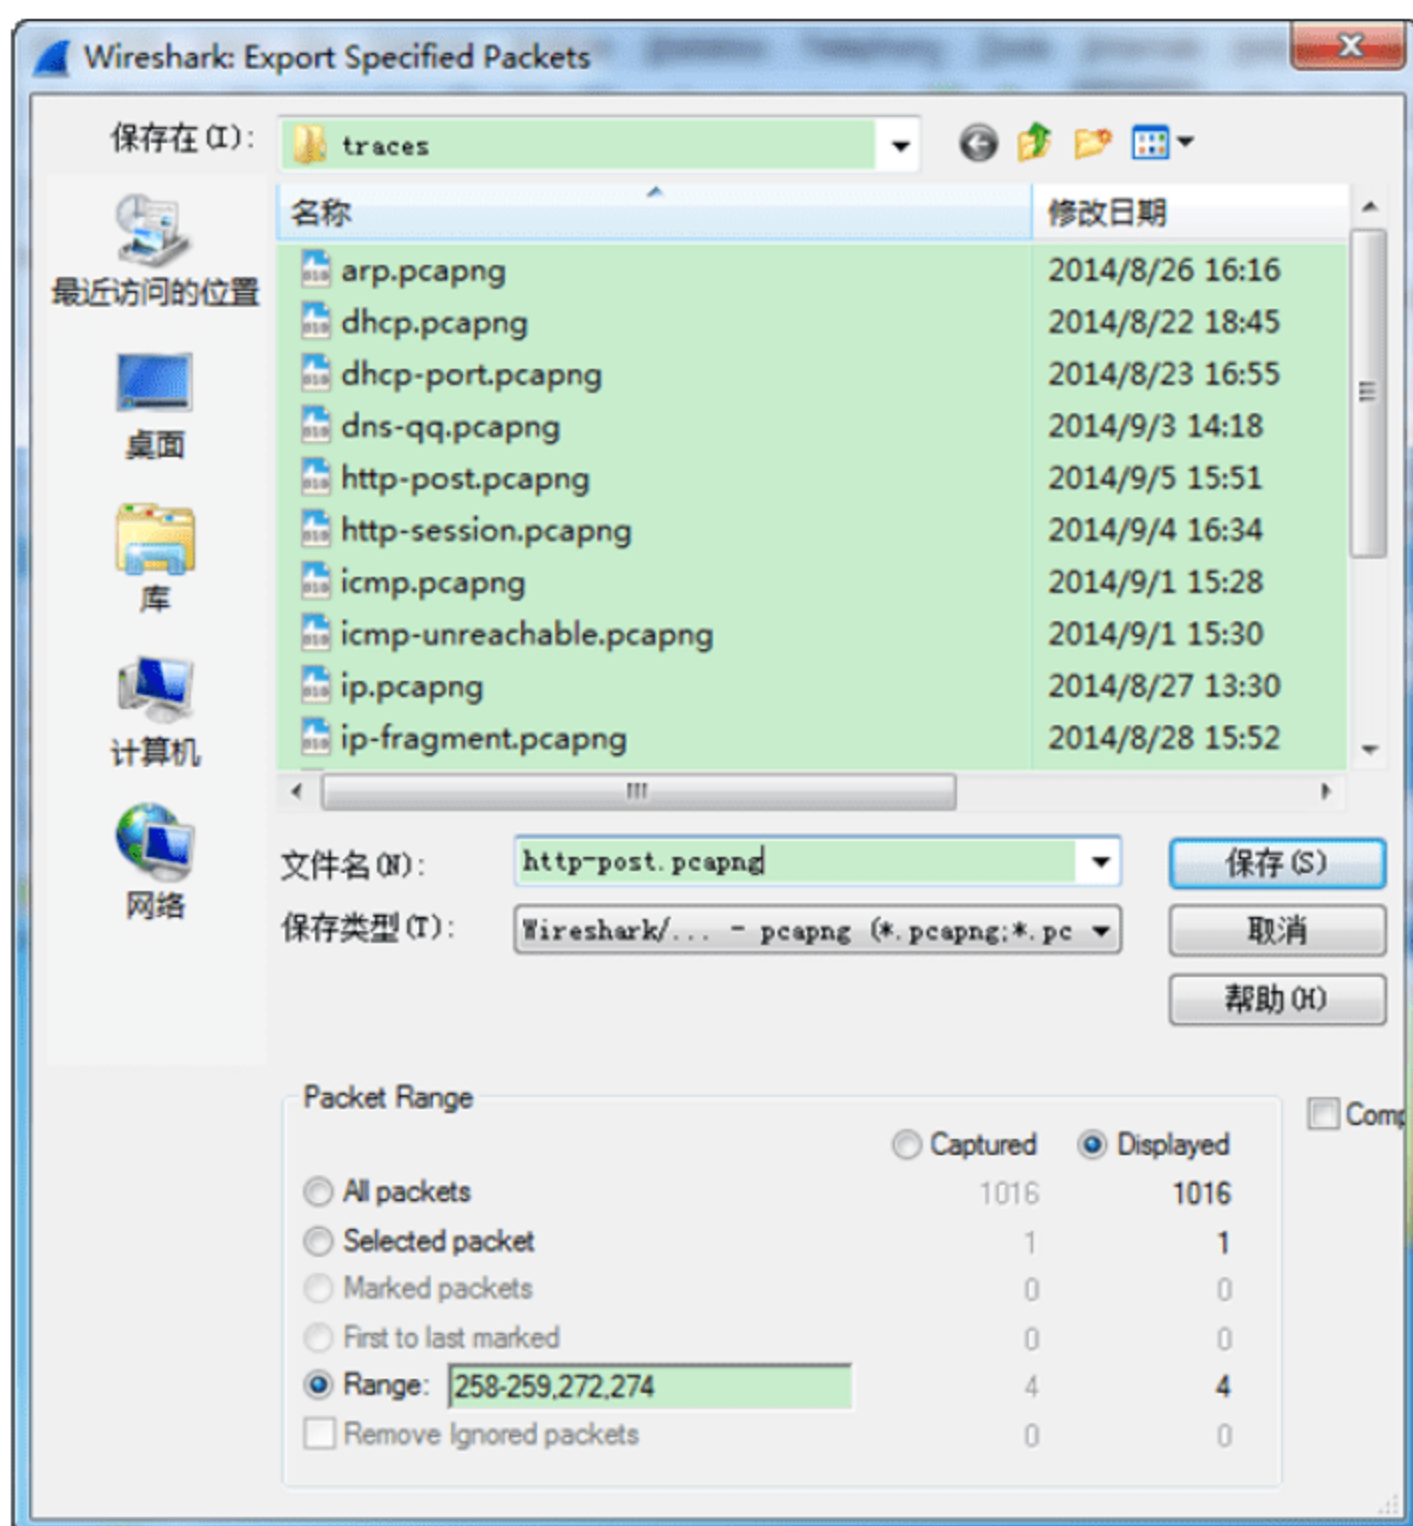 Wireshark: Export Specified Packets
保存在(I):
traces
名称 修改日期
最近访问的位置
桌面
库
计算机
网络
arp.pcapng 2014/8/26 16:16
dhcp.pcapng 2014/8/22 18:45
dhcp-port.pcapng 2014/8/23 16:55
dns-qq.pcapng 2014/9/3 14:18
http-post.pcapng 2014/9/5 15:51
http-session.pcapng 2014/9/4 16:34
icmp.pcapng 2014/9/1 15:28
icmp-unreachable.pcapng 2014/9/1 15:30
ip.pcapng 2014/8/27 13:30
ip-fragment.pcapng 2014/8/28 15:52
文件名(N): http-post.pcapng 保存(S)
保存类型(T): Wireshark/... - pcapng (*.pcapng;*.pc 取消
帮助(H)
Packet Range
Comp
Captured Displayed
All packets 1016 1016
Selected packet 1 1
Marked packets 0 0
First to last marked 0 0
Range: 258-259,272,274 4 4
Remove Ignored packets 0 0